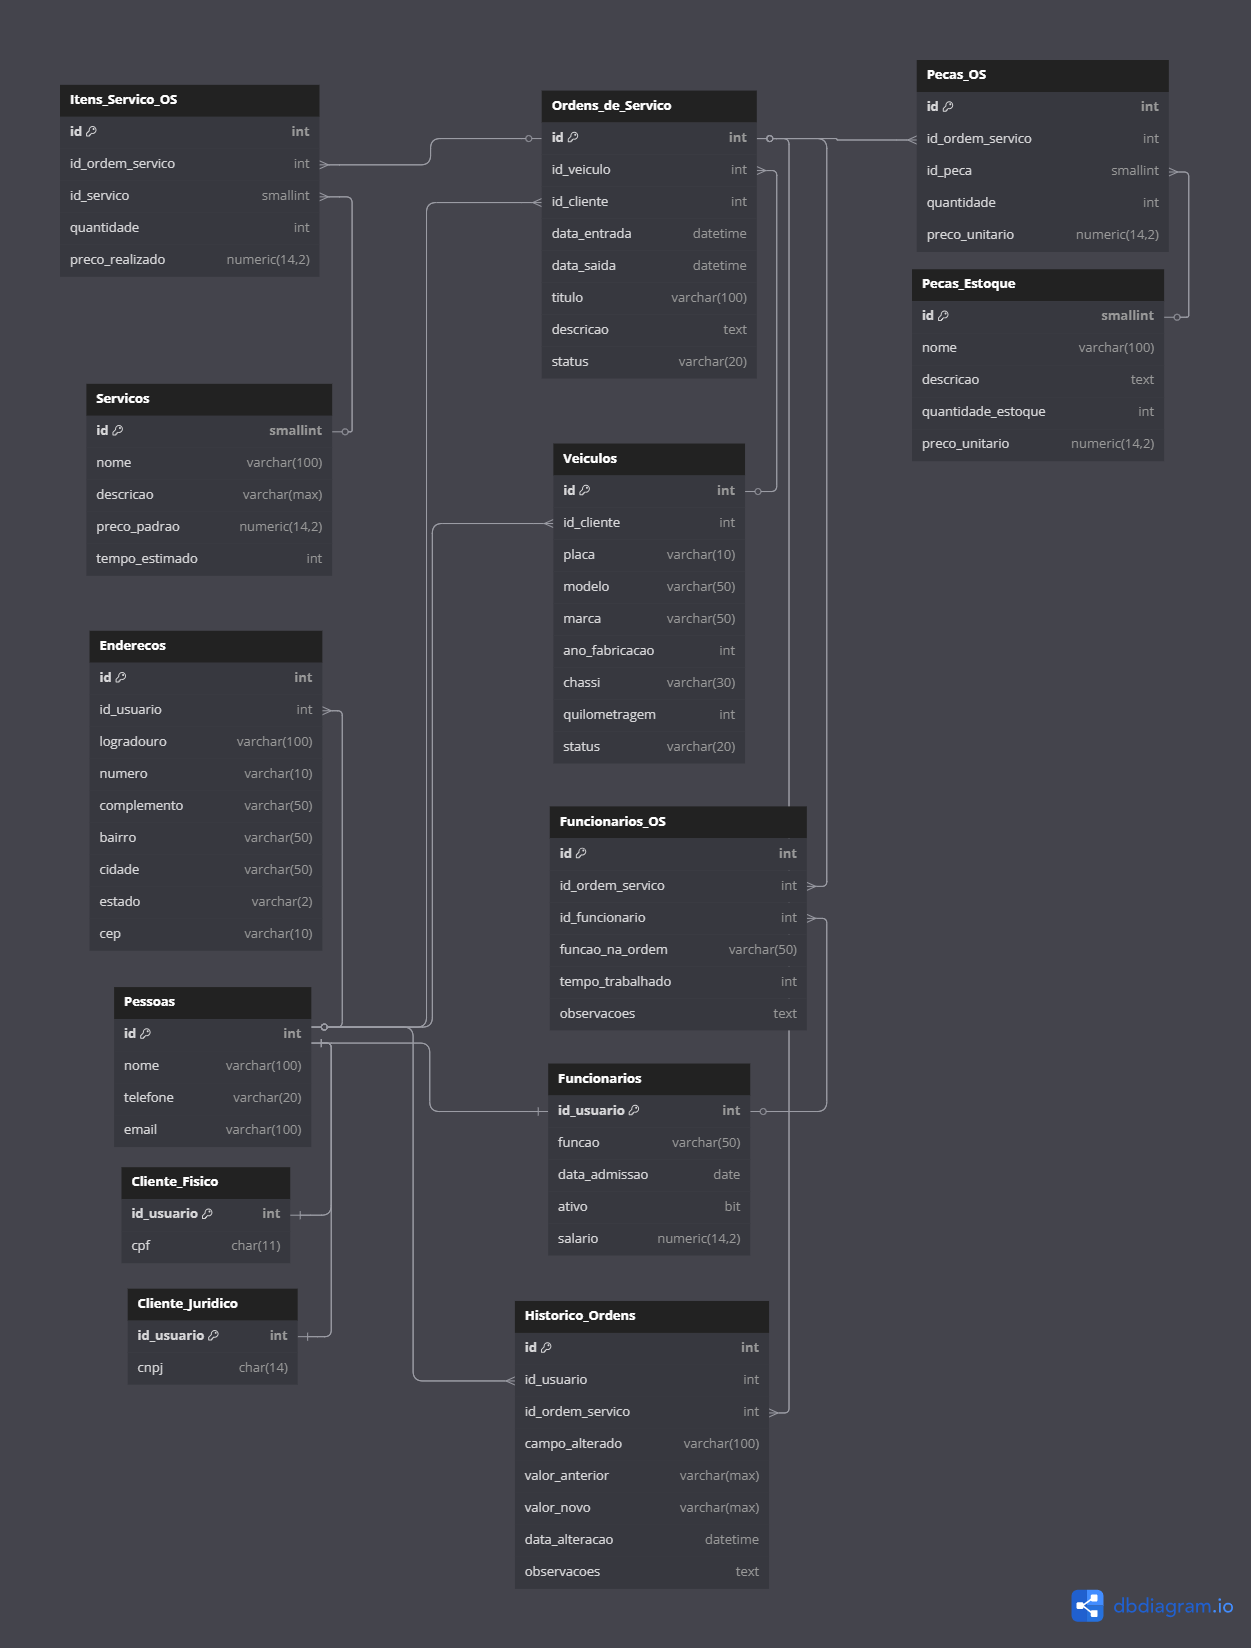 Itens_Servico_OS
id int
id_ordem_servico int
id_servico smallint
quantidade int
preco_realizado numeric(14,2)
Servicos
id smallint
nome varchar(100)
descricao varchar(max)
preco_padrao numeric(14,2)
tempo_estimado int
Enderecos
id int
id_usuario int
logradouro varchar(100)
numero varchar(10)
complemento varchar(50)
bairro varchar(50)
cidade varchar(50)
estado varchar(2)
cep varchar(10)
Pessoas
id int
nome varchar(100)
telefone varchar(20)
email varchar(100)
Cliente_Fisico
id_usuario int
cpf char(11)
Cliente_Juridico
id_usuario int
cnpj char(14)
Ordens_de_Servico
id int
id_veiculo int
id_cliente int
data_entrada datetime
data_saida datetime
titulo varchar(100)
descricao text
status varchar(20)
Veiculos
id int
id_cliente int
placa varchar(10)
modelo varchar(50)
marca varchar(50)
ano_fabricacao int
chassi varchar(30)
quilometragem int
status varchar(20)
Funcionarios_OS
id int
id_ordem_servico int
id_funcionario int
funcao_na_ordem varchar(50)
tempo_trabalhado int
observacoes text
Funcionarios
id_usuario int
funcao varchar(50)
data_admissao date
ativo bit
salario numeric(14,2)
Historico_Ordens
id int
id_usuario int
id_ordem_servico int
campo_alterado varchar(100)
valor_anterior varchar(max)
valor_novo varchar(max)
data_alteracao datetime
observacoes text
Pecas_OS
id int
id_ordem_servico int
id_peca smallint
quantidade int
preco_unitario numeric(14,2)
Pecas_Estoque
id smallint
nome varchar(100)
descricao text
quantidade_estoque int
preco_unitario numeric(14,2)
dbdiagram.io